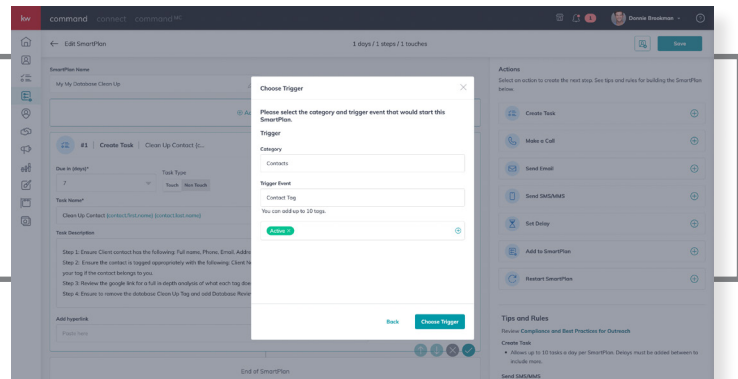 kw command connect command MC Donnie Brookman
← Edit SmartPlan 1 days / 1 steps / 1 touches Save
SmartPlan Name
My My Database Clean Up
#1 Create Task Clean Up Contact
Due in (days)* Task Type
7 Touch Non Touch
Task Name*
Clean Up Contact {contact.first_name} {contact.last_name}
Task Description
Step 1: Ensure Client contact has the following: Full name, Phone, Email, Addre
Step 2: Ensure the contact is tagged appropriately with the following: Client
your tag if the contact belongs to you.
Step 3: Review the google link for a full in depth analysis of what each tag doe
Step 4: Ensure to remove the database Clean Up Tag and add Database Revie
Add hyperlink
Paste here
End of SmartPlan
Choose Trigger
Please select the category and trigger event that would start this
SmartPlan.
Trigger
Category
Contacts
Trigger Event
Contact Tag
You can add up to 10 tags.
Active ×
Back Choose Trigger
Actions
Select an action to create the next step. See tips and rules for building the SmartPlan
below.
Create Task
Make a Call
Send Email
Send SMS/MMS
Set Delay
Add to SmartPlan
Restart SmartPlan
Tips and Rules
Review Compliance and Best Practices for Outreach
Create Task
• Allows up to 10 tasks a day per SmartPlan. Delays must be added between to
include more.
Send SMS/MMS